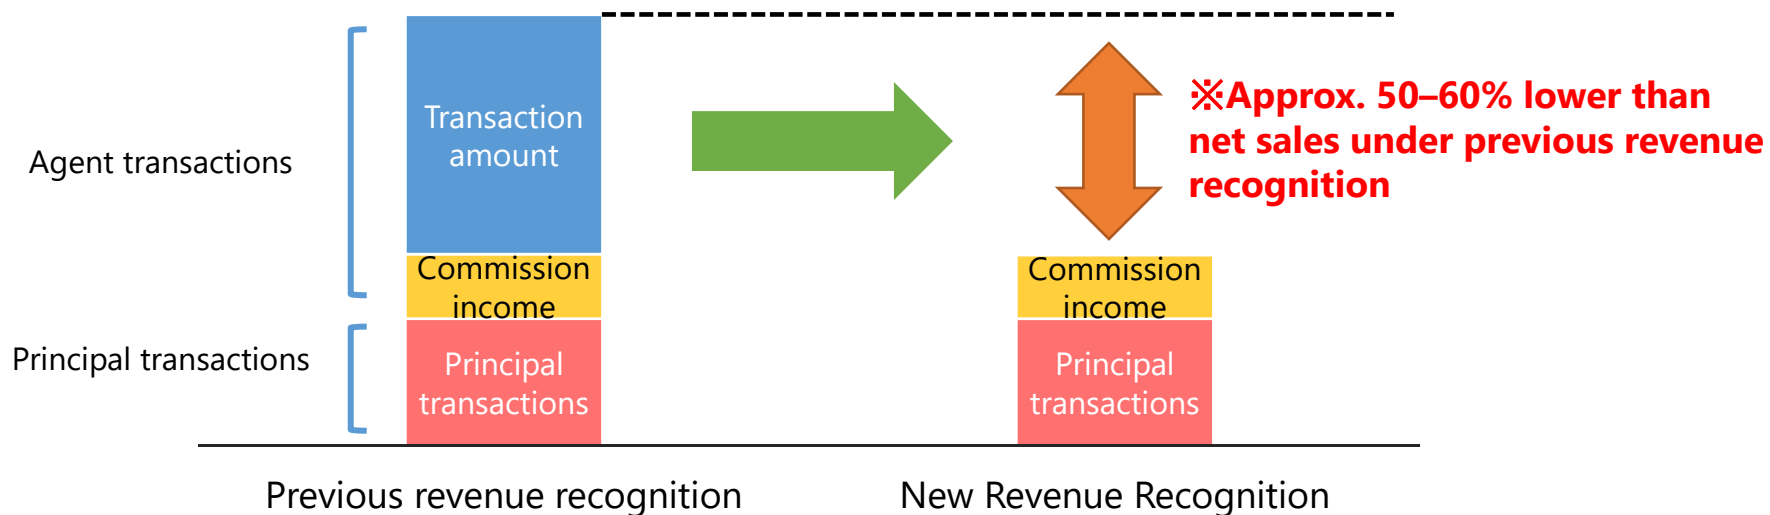 Agent transactions
Principal transactions
Transaction
amount
Commission
income
Principal
transactions
※Approx. 50–60% lower than
net sales under previous revenue
recognition
Commission
income
Principal
transactions
Previous revenue recognition
New Revenue Recognition